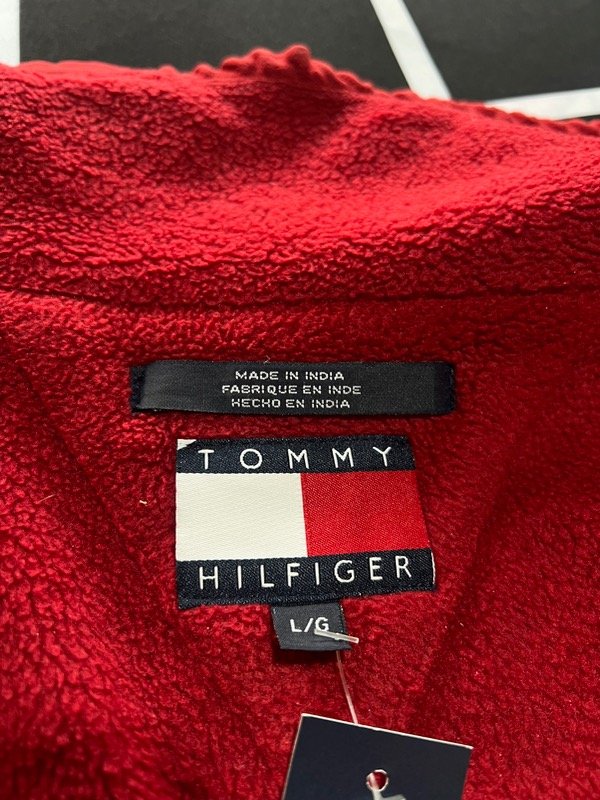 MADE IN INDIA
FABRIQUE EN INDE
HECHO EN INDIA
TOMMY
HILFIGER
L/G